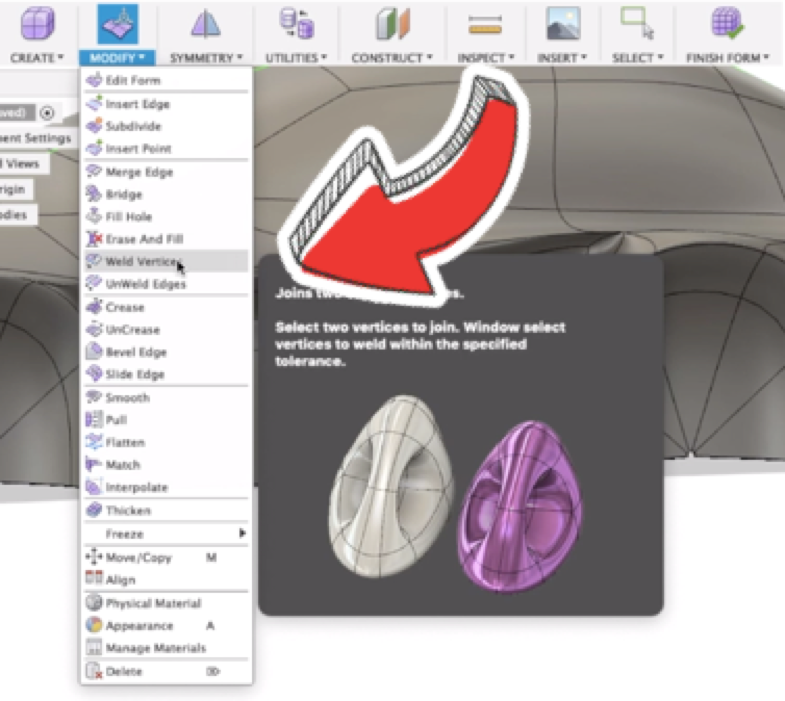 CREATE▾ MODIFY▾ SYMMETRY▾ UTILITIES▾ CONSTRUCT▾ INSPECT▾ INSERT▾ SELECT▾ FINISH FORM▾
Edit Form
Insert Edge
Subdivide
Insert Point
Merge Edge
Bridge
Fill Hole
Erase And Fill
Weld Vertices
UnWeld Edges
Crease
UnCrease
Bevel Edge
Slide Edge
Smooth
Pull
Flatten
Match
Interpolate
Thicken
Freeze
Move/Copy M
Align
Physical Material
Appearance A
Manage Materials
Delete
ved)
ent Settings
Views
rigin
odies
Joins
Select two vertices to join. Window select
vertices to weld within the specified
tolerance.